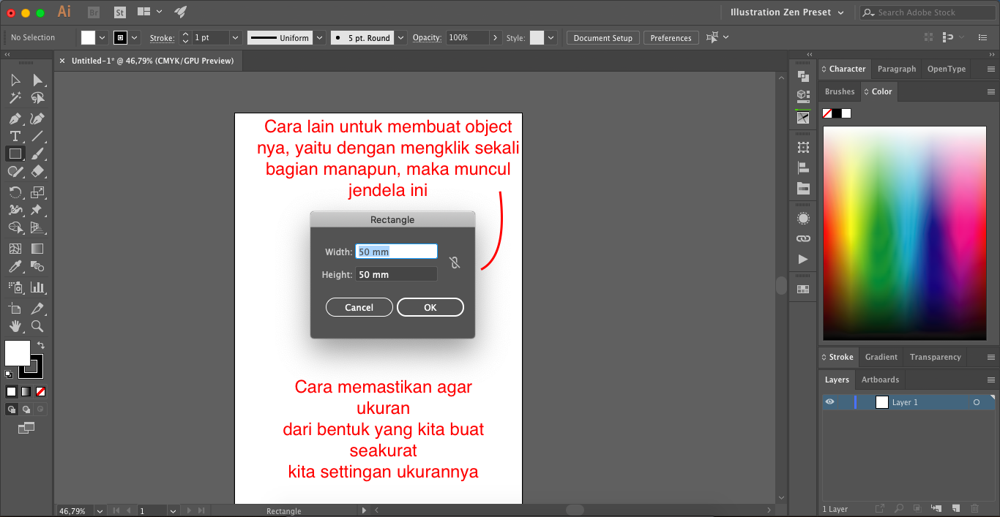 Ai Br St Illustration Zen Preset Search Adobe Stock
No Selection Stroke: 1 pt Uniform 5 pt. Round Opacity: 100% Style: Document Setup Preferences
Untitled-1* @ 46,79% (CMYK/GPU Preview)
Character Paragraph OpenType
Brushes Color
Cara lain untuk membuat object
nya, yaitu dengan mengklik sekali
bagian manapun, maka muncul
jendela ini
Rectangle
Width: 50 mm
Height: 50 mm
Cancel OK
Cara memastikan agar
ukuran
dari bentuk yang kita buat
seakurat
kita settingan ukurannya
Stroke Gradient Transparency
Layers Artboards
Layer 1
1 Layer
46,79% 1 Rectangle